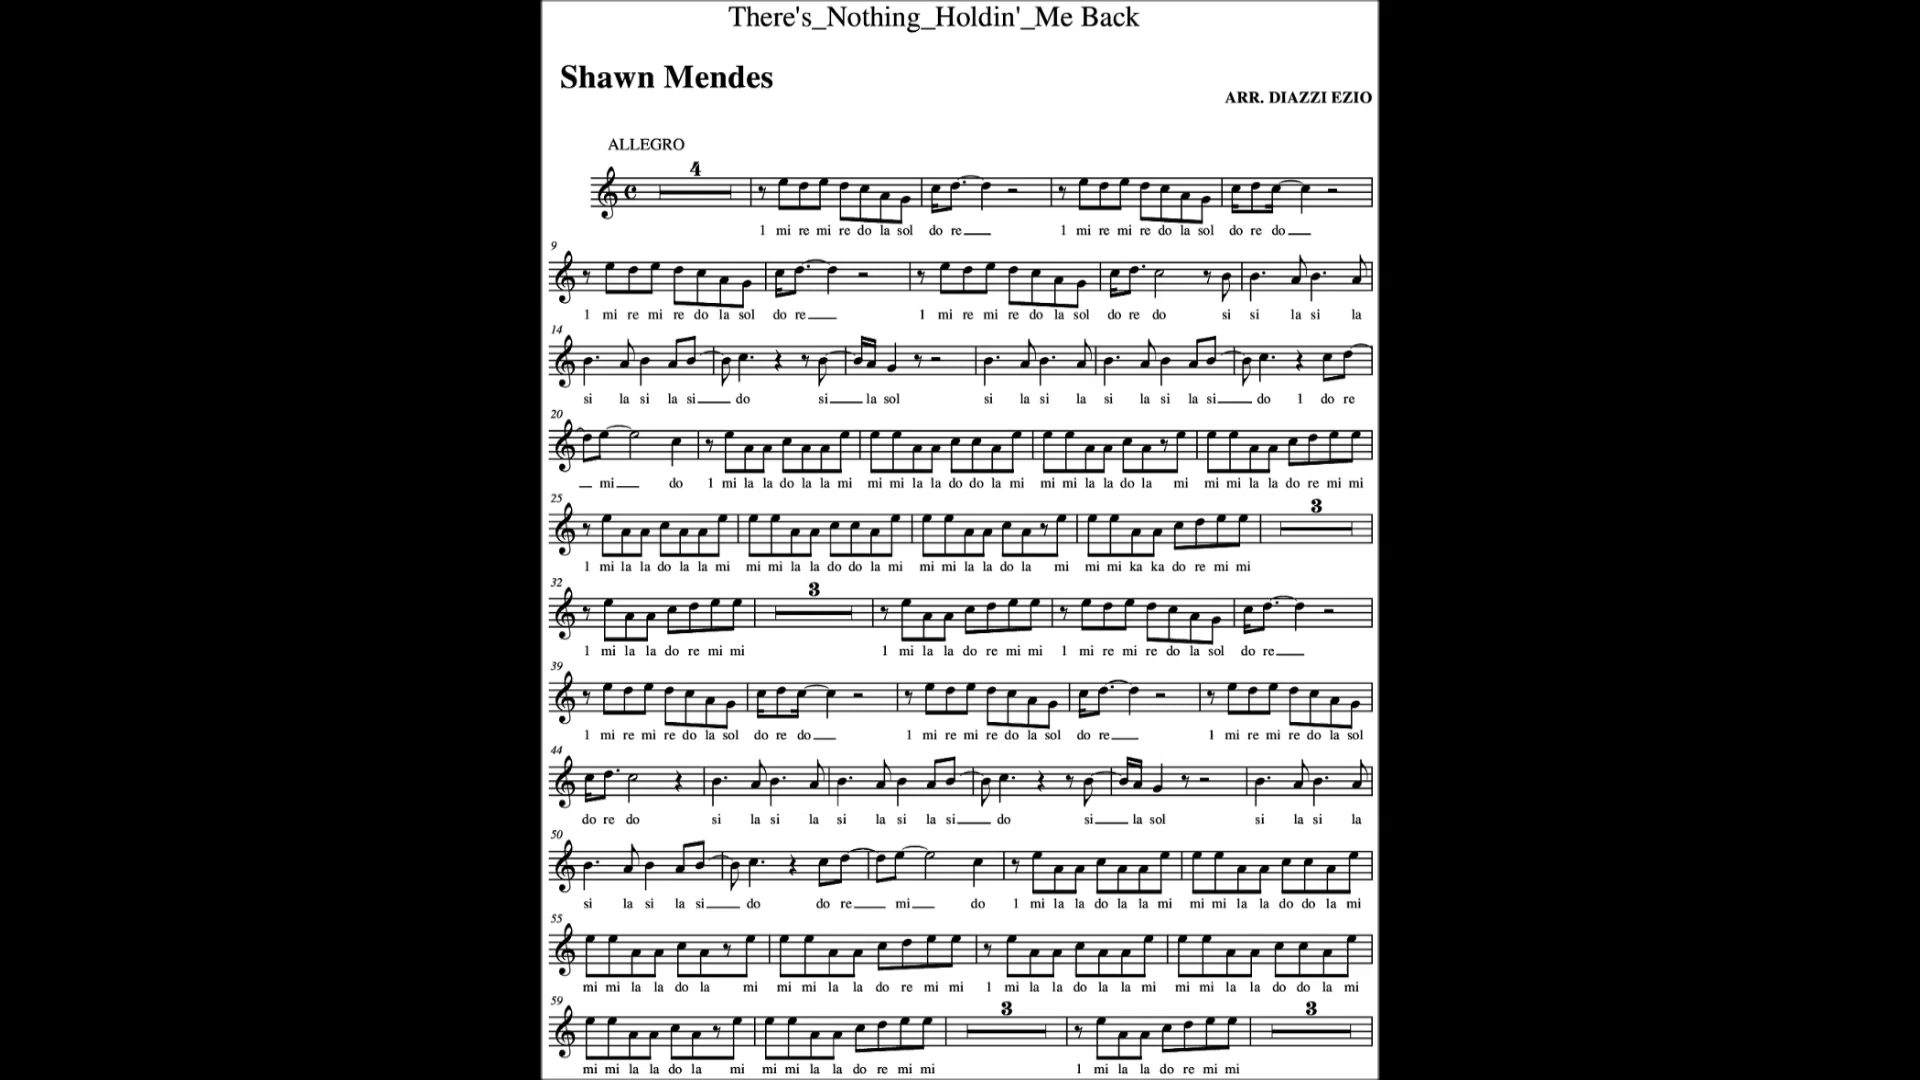 There's_Nothing_Holdin'_Me Back
Shawn Mendes
ARR. DIAZZI EZIO
ALLEGRO
4
1 mi re mi re do la sol do re 1 mi re mi re do la sol do re do
9
1 mi re mi re do la sol do re 1 mi re mi re do la sol do re do si si la si la
14
si la si la si do si la sol si la si la si la si la si do 1 do re
20
mi do 1 mi la la do la la mi mi mi la la do do la mi mi mi la la do la mi mi mi la la do re mi mi
25
3
1 mi la la do la la mi mi mi la la do do la mi mi mi la la do la mi mi mi ka ka do re mi mi
32
3
1 mi la la do re mi mi 1 mi la la do re mi mi 1 mi re mi re do la sol do re
39
1 mi re mi re do la sol do re do 1 mi re mi re do la sol do re 1 mi re mi re do la sol
44
do re do si la si la si la si la si do si la sol si la si la
50
si la si la si do do re mi do 1 mi la la do la la mi mi mi la la do do la mi
55
mi mi la la do la mi mi mi la la do re mi mi 1 mi la la do la la mi mi mi la la do do la mi
59
3 3
mi mi la la do la mi mi mi la la do re mi mi 1 mi la la do re mi mi